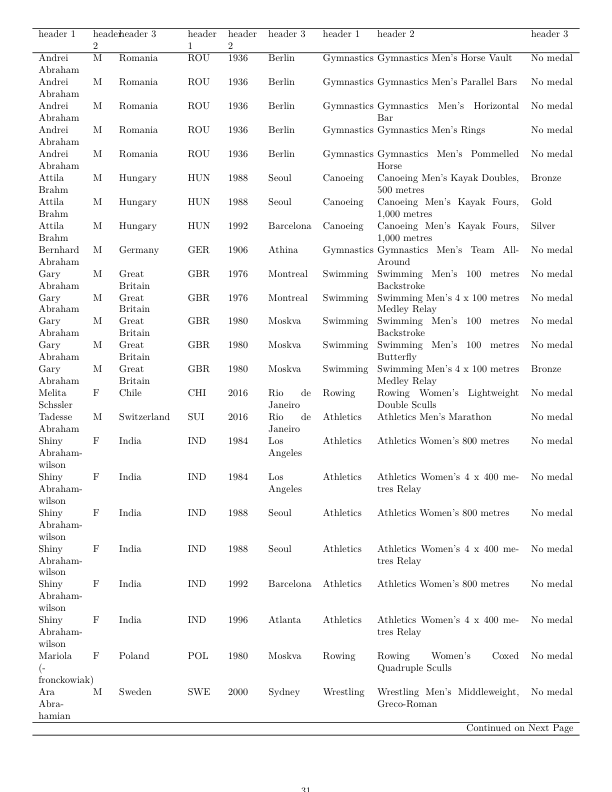 header 1 header 2 header 3 header 1 header 2 header 3 header 1 header 2 header 3
Andrei Abraham M Romania ROU 1936 Berlin Gymnastics Gymnastics Men's Horse Vault No medal
Andrei Abraham M Romania ROU 1936 Berlin Gymnastics Gymnastics Men's Parallel Bars No medal
Andrei Abraham M Romania ROU 1936 Berlin Gymnastics Gymnastics Men's Horizontal Bar No medal
Andrei Abraham M Romania ROU 1936 Berlin Gymnastics Gymnastics Men's Rings No medal
Andrei Abraham M Romania ROU 1936 Berlin Gymnastics Gymnastics Men's Pommelled Horse No medal
Attila Brahm M Hungary HUN 1988 Seoul Canoeing Canoeing Men's Kayak Doubles, 500 metres Bronze
Attila Brahm M Hungary HUN 1988 Seoul Canoeing Canoeing Men's Kayak Fours, 1,000 metres Gold
Attila Brahm M Hungary HUN 1992 Barcelona Canoeing Canoeing Men's Kayak Fours, 1,000 metres Silver
Bernhard Abraham M Germany GER 1906 Athina Gymnastics Gymnastics Men's Team All-Around No medal
Gary Abraham M Great Britain GBR 1976 Montreal Swimming Swimming Men's 100 metres Backstroke No medal
Gary Abraham M Great Britain GBR 1976 Montreal Swimming Swimming Men's 4 x 100 metres Medley Relay No medal
Gary Abraham M Great Britain GBR 1980 Moskva Swimming Swimming Men's 100 metres Backstroke No medal
Gary Abraham M Great Britain GBR 1980 Moskva Swimming Swimming Men's 100 metres Butterfly No medal
Gary Abraham M Great Britain GBR 1980 Moskva Swimming Swimming Men's 4 x 100 metres Medley Relay Bronze
Melita Schssler F Chile CHI 2016 Rio de Janeiro Rowing Rowing Women's Lightweight Double Sculls No medal
Tadesse Abraham M Switzerland SUI 2016 Rio de Janeiro Athletics Athletics Men's Marathon No medal
Shiny Abraham-wilson F India IND 1984 Los Angeles Athletics Athletics Women's 800 metres No medal
Shiny Abraham-wilson F India IND 1984 Los Angeles Athletics Athletics Women's 4 x 400 me-tres Relay No medal
Shiny Abraham-wilson F India IND 1988 Seoul Athletics Athletics Women's 800 metres No medal
Shiny Abraham-wilson F India IND 1988 Seoul Athletics Athletics Women's 4 x 400 me-tres Relay No medal
Shiny Abraham-wilson F India IND 1992 Barcelona Athletics Athletics Women's 800 metres No medal
Shiny Abraham-wilson F India IND 1996 Atlanta Athletics Athletics Women's 4 x 400 me-tres Relay No medal
Mariola (-fronckowiak) F Poland POL 1980 Moskva Rowing Rowing Women's Coxed Quadruple Sculls No medal
Ara Abra-hamian M Sweden SWE 2000 Sydney Wrestling Wrestling Men's Middleweight, Greco-Roman No medal
Continued on Next Page
31